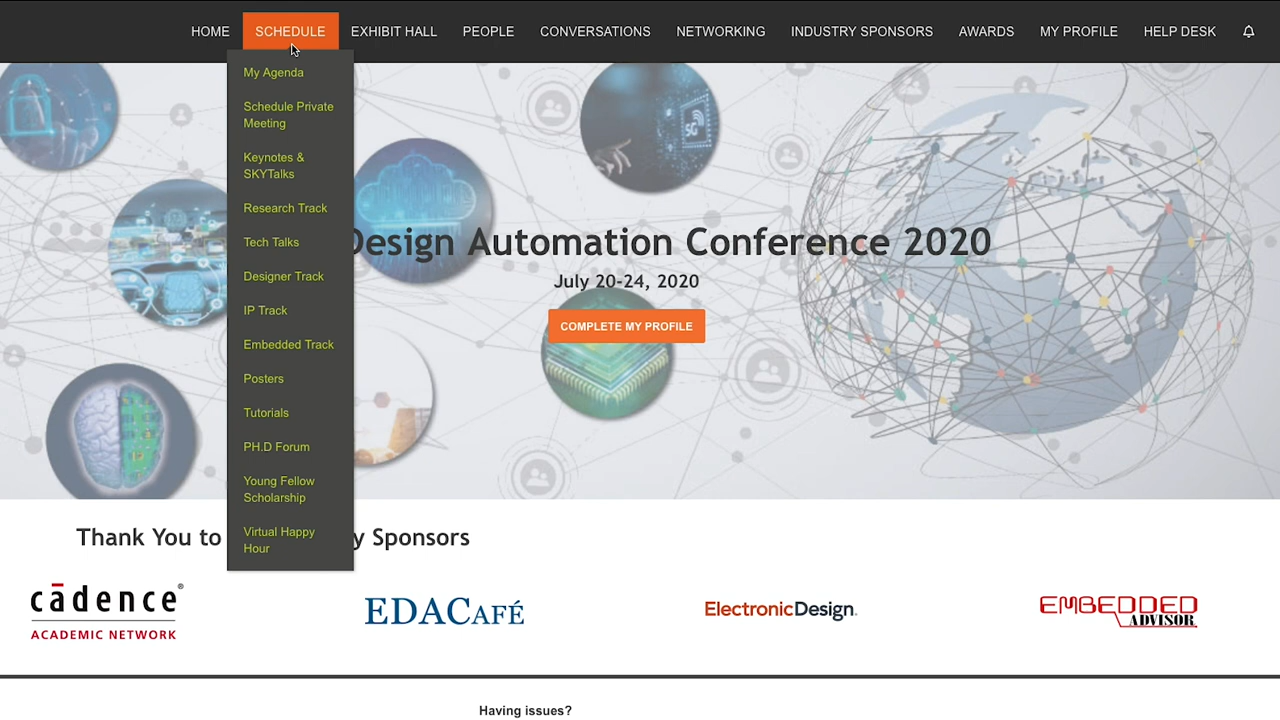 HOME SCHEDULE EXHIBIT HALL PEOPLE CONVERSATIONS NETWORKING INDUSTRY SPONSORS AWARDS MY PROFILE HELP DESK
My Agenda
Schedule Private
Meeting
Keynotes &
SKYTalks
Research Track
Tech Talks
Designer Track
IP Track
Embedded Track
Posters
Tutorials
PH.D Forum
Young Fellow
Scholarship
Virtual Happy
Hour
5G
Design Automation Conference 2020
July 20-24, 2020
COMPLETE MY PROFILE
Thank You to y Sponsors
cādence®
ACADEMIC NETWORK
EDACAFÉ
ElectronicDesign.
EMBEDDED
ADVISOR
Having issues?